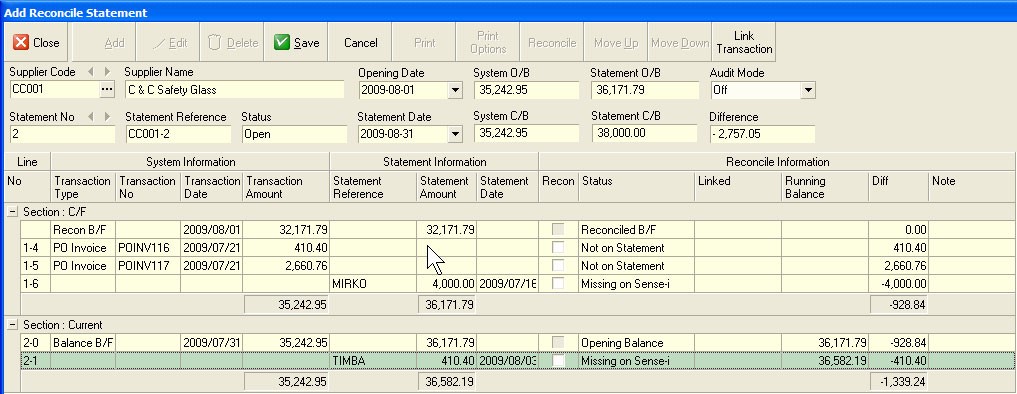 Add Reconcile Statement
Close Add Edit Delete Save Cancel Print Print Options Reconcile Move Up Move Down Link Transaction
Supplier Code Supplier Name Opening Date System O/B Statement O/B Audit Mode
CC001 ... C & C Safety Glass 2009-08-01 35,242.95 36,171.79 Off
Statement No Statement Reference Status Statement Date System C/B Statement C/B Difference
2 CC001-2 Open 2009-08-31 35,242.95 38,000.00 - 2,757.05
Line System Information Statement Information Reconcile Information
No Transaction Type Transaction No Transaction Date Transaction Amount Statement Reference Statement Amount Statement Date Recon Status Linked Running Balance Diff Note
Section : C/F
Recon B/F 2009/08/01 32,171.79 32,171.79 Reconciled B/F 0.00
1-4 PO Invoice POINV116 2009/07/21 410.40 Not on Statement 410.40
1-5 PO Invoice POINV117 2009/07/21 2,660.76 Not on Statement 2,660.76
1-6 MIRKO 4,000.00 2009/07/16 Missing on Sense-i -4,000.00
35,242.95 36,171.79 -928.84
Section : Current
2-0 Balance B/F 2009/07/31 35,242.95 36,171.79 Opening Balance 36,171.79 -928.84
2-1 TIMBA 410.40 2009/08/03 Missing on Sense-i 36,582.19 -410.40
35,242.95 36,582.19 -1,339.24